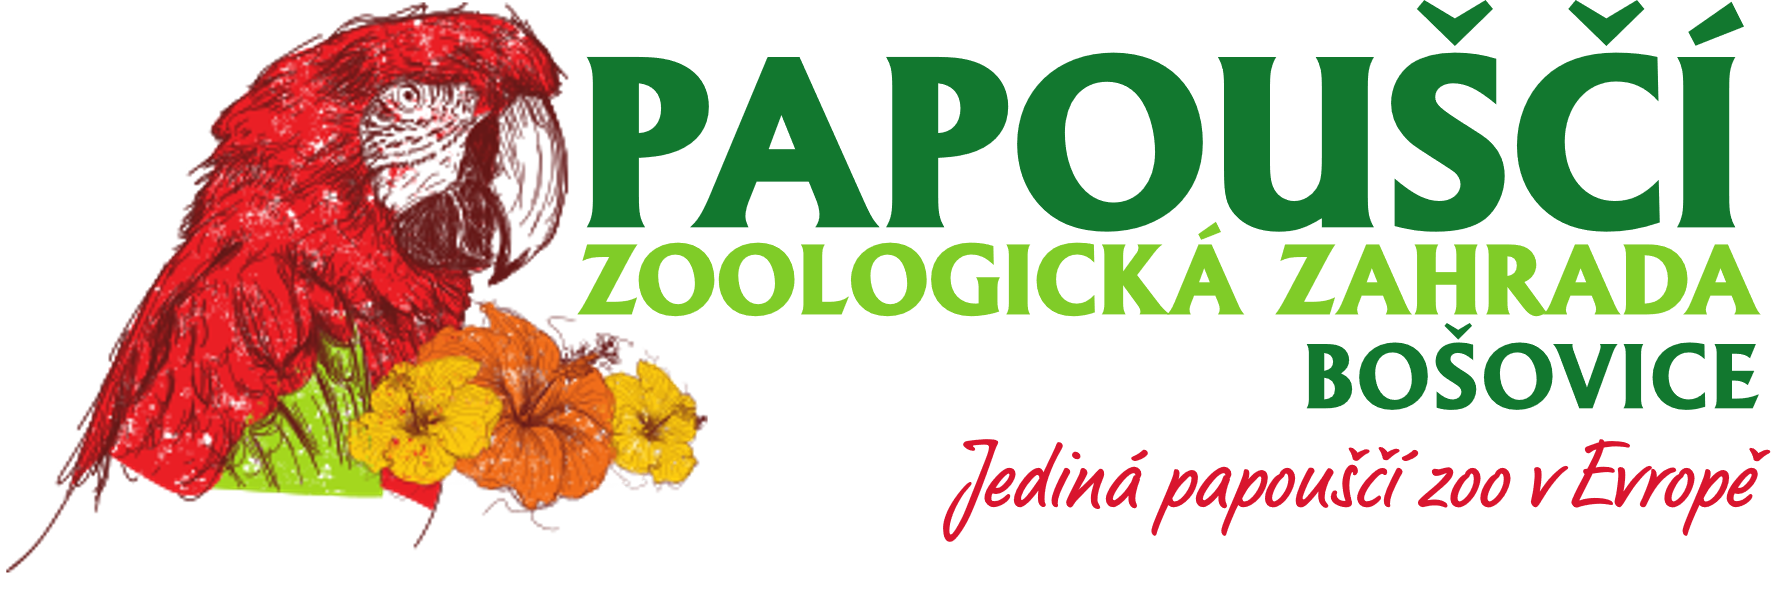 PAPOUŠČÍ
ZOOLOGICKÁ ZAHRADA
BOŠOVICE
Jediná papouščí zoo v Evropě